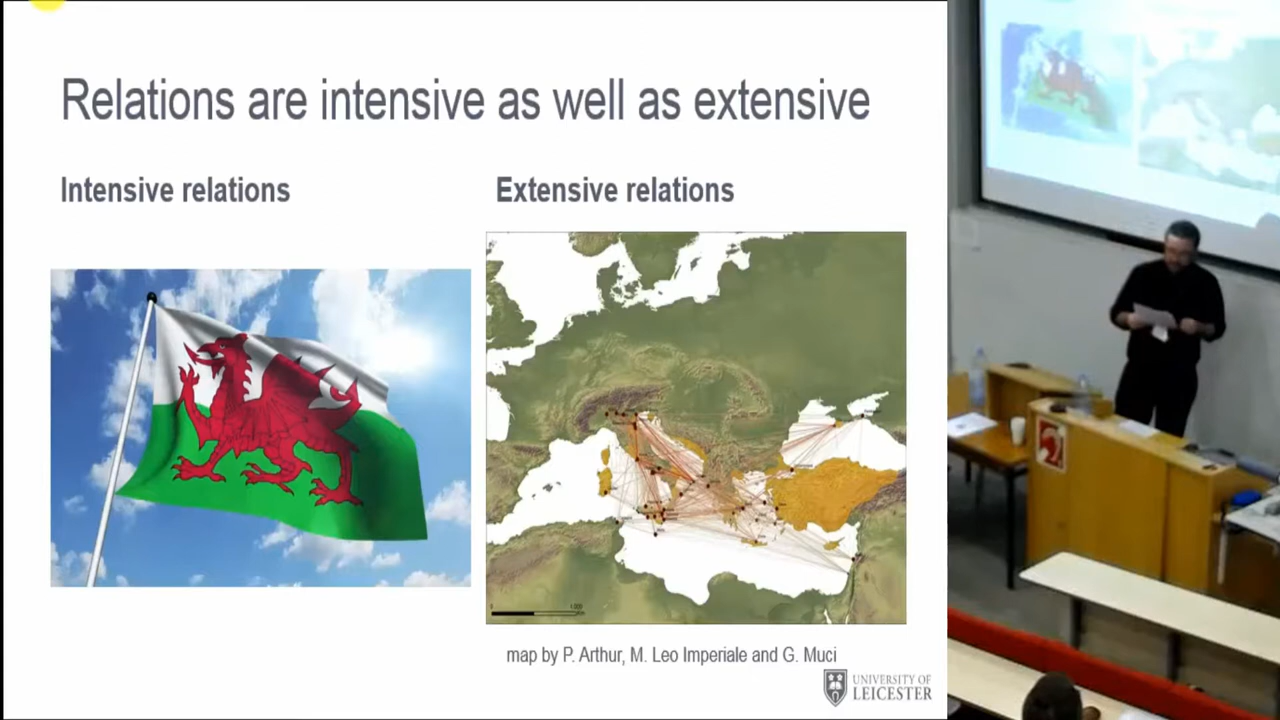 Relations are intensive as well as extensive
Intensive relations
Extensive relations
map by P. Arthur, M. Leo Imperiale and G. Muci
UNIVERSITY OF
LEICESTER